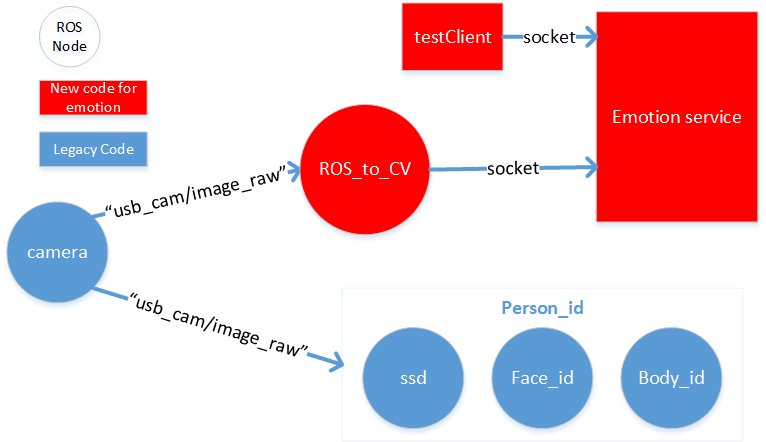 ROS
Node
New code for
emotion
Legacy Code
testClient
socket
Emotion service
ROS_to_CV
socket
"usb_cam/image_raw"
camera
"usb_cam/image_raw"
Person_id
ssd
Face_id
Body_id